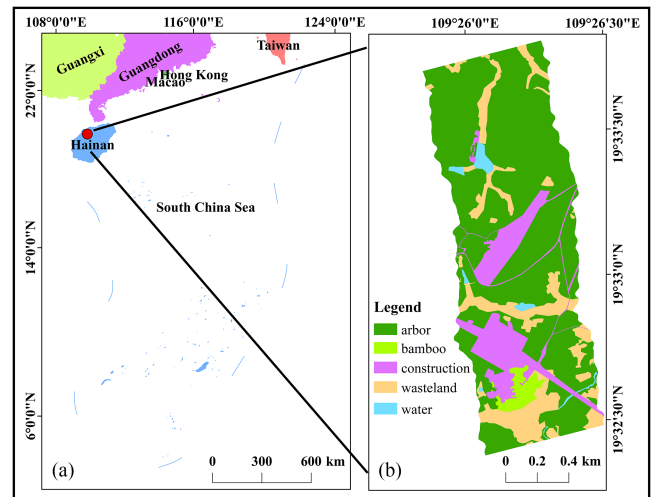 108°0'0"E 116°0'0"E 124°0'0"E
109°26'0"E 109°26'30"E
22°0'0"N
14°0'0"N
6°0'0"N
Guangxi
Guangdong
Hong Kong
Macao
Taiwan
Hainan
South China Sea
(a)
0 300 600 km
19°33'30"N
19°33'0"N
19°32'30"N
Legend
arbor
bamboo
construction
wasteland
water
(b)
0 0.2 0.4 km